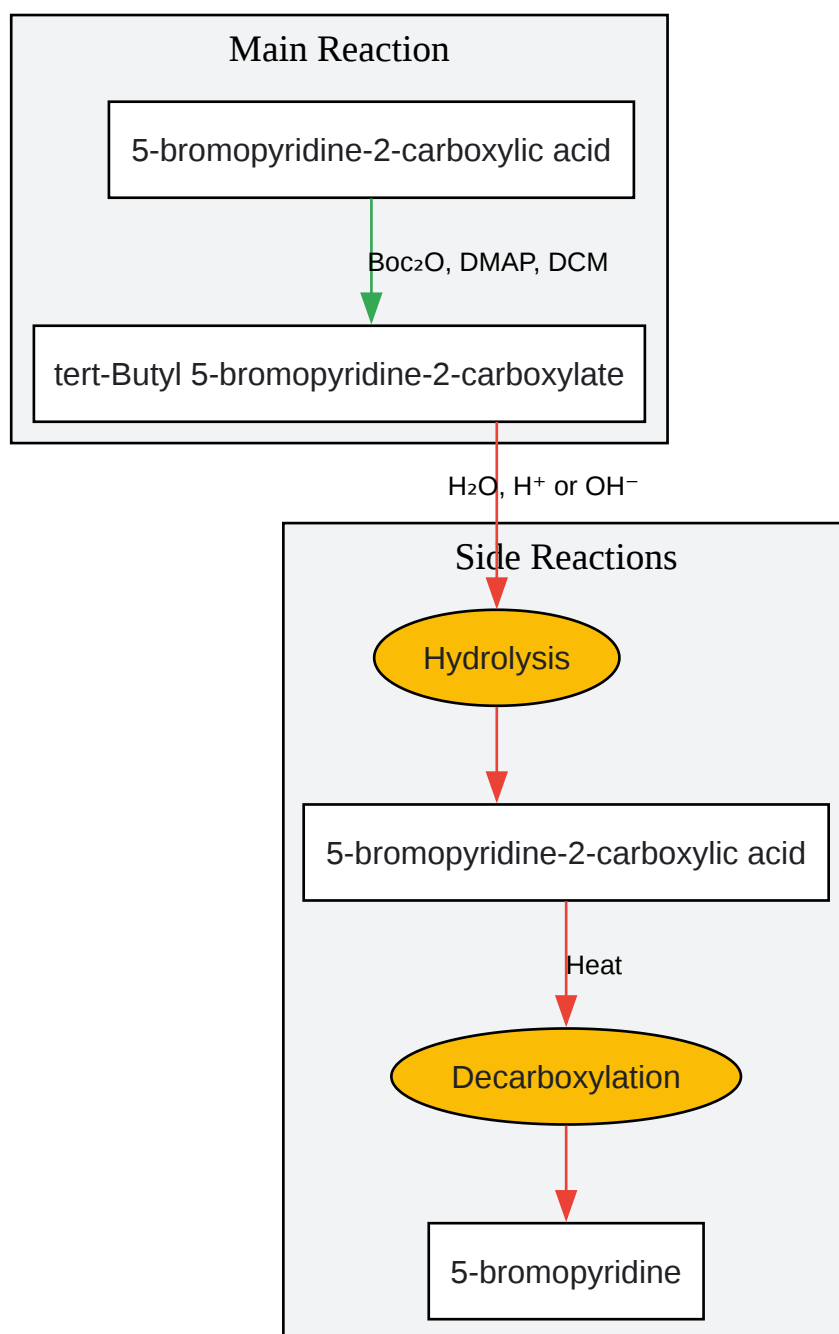 Main Reaction
5-bromopyridine-2-carboxylic acid
Boc₂O, DMAP, DCM
tert-Butyl 5-bromopyridine-2-carboxylate
H₂O, H⁺ or OH⁻
Side Reactions
Hydrolysis
5-bromopyridine-2-carboxylic acid
Heat
Decarboxylation
5-bromopyridine